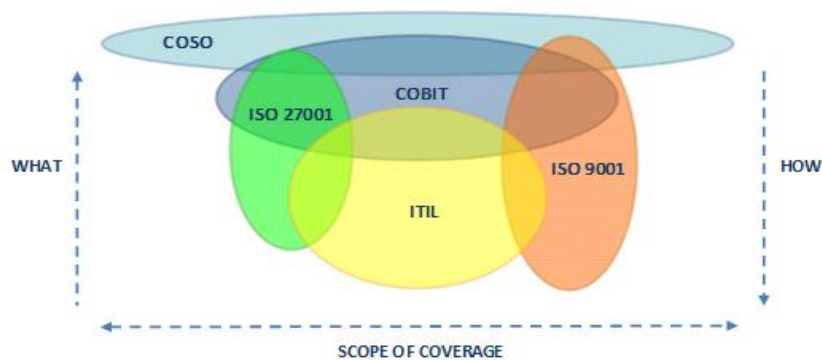 COSO
COBIT
ISO 27001
WHAT
ISO 9001
HOW
ITIL
SCOPE OF COVERAGE